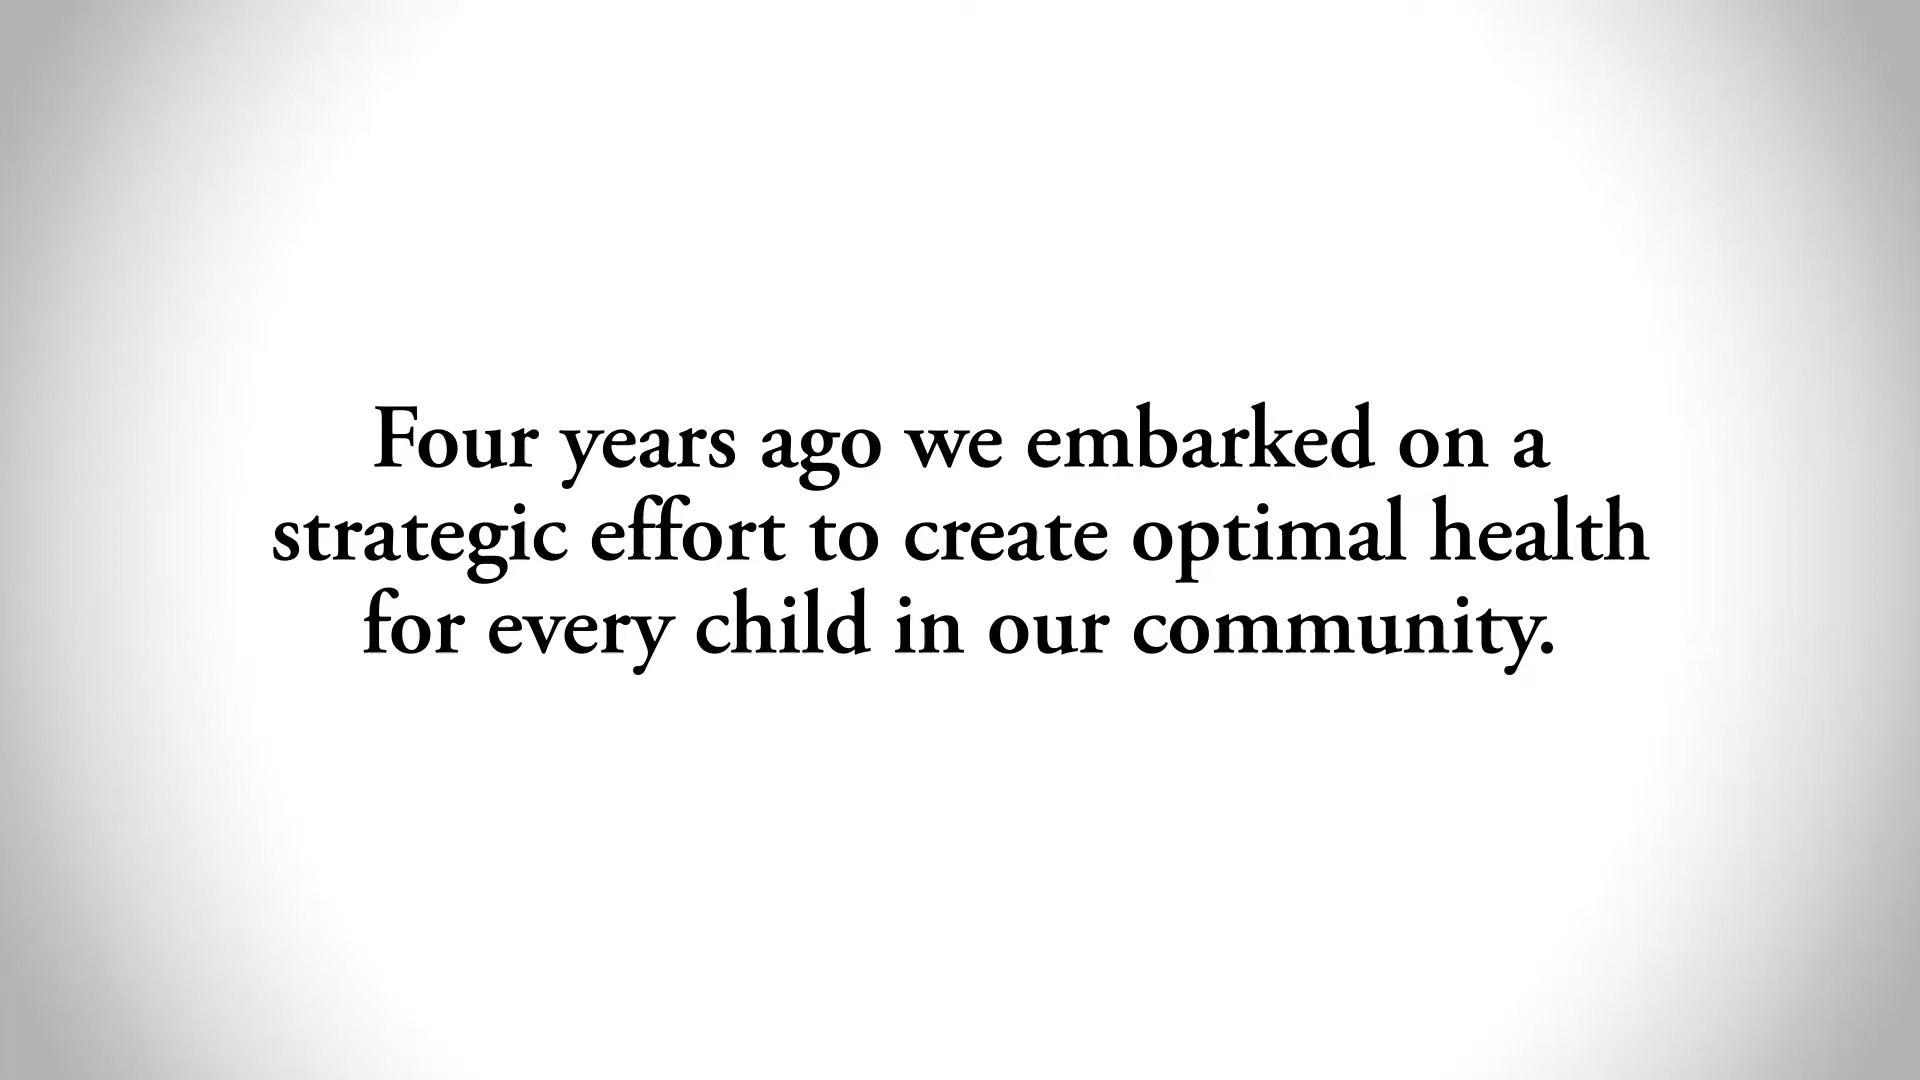 Four years ago we embarked on a
strategic effort to create optimal health
for every child in our community.